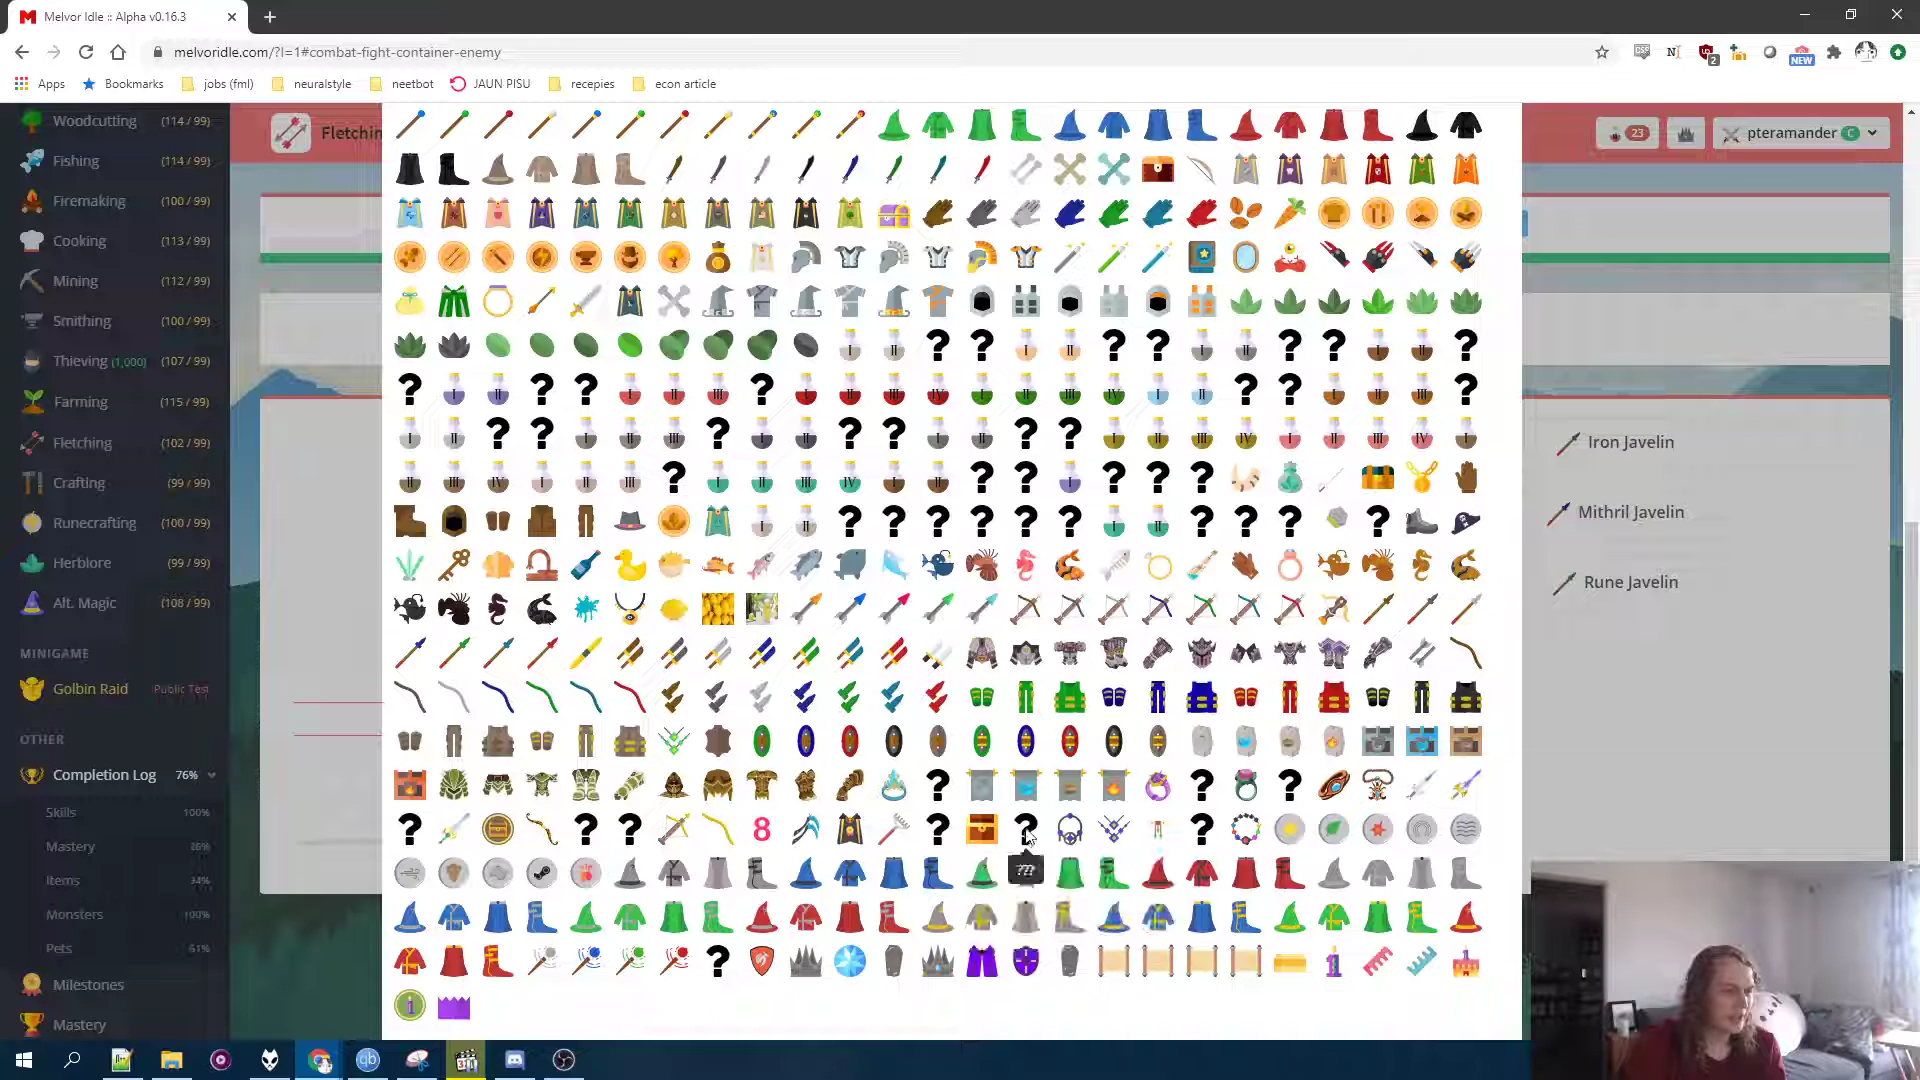 Melvor Idle :: Alpha v0.16.3
melvoridle.com/?l=1#combat-fight-container-enemy
2
NEW
Apps
Bookmarks
jobs (fml)
neuralstyle
neetbot
JAUN PISU
recepies
econ article
Woodcutting (114 / 99)
Fishing (114 / 99)
Firemaking (100 / 99)
Cooking (113 / 99)
Mining (112 / 99)
Smithing (100 / 99)
Thieving (1,000) (107 / 99)
Farming (115 / 99)
Fletching (102 / 99)
Crafting (99 / 99)
Runecrafting (100 / 99)
Herblore (99 / 99)
Alt. Magic (108 / 99)
MINIGAME
Golbin Raid Public Test
OTHER
Completion Log 76%
Skills 100%
Mastery
Items
Monsters 100%
Pets
Milestones
Mastery
Fletchin
23
pteramander C
Iron Javelin
Mithril Javelin
Rune Javelin
???